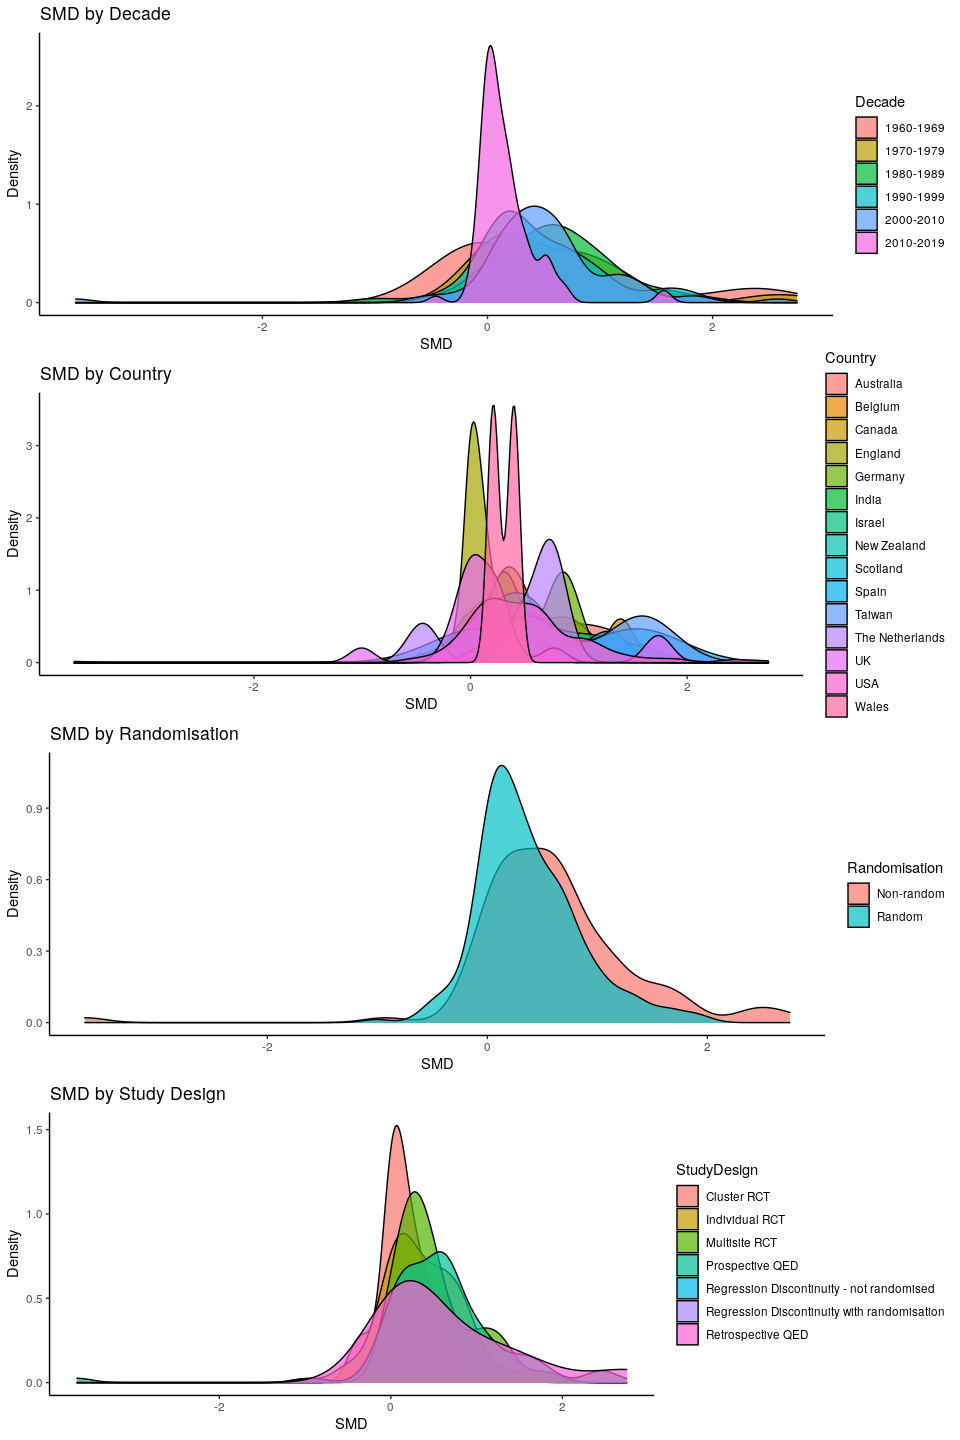 SMD by Decade
Density
2
1
0
-2
0
2
SMD
Decade
1960-1969
1970-1979
1980-1989
1990-1999
2000-2010
2010-2019
SMD by Country
Density
3
2
1
0
-2
0
2
SMD
Country
Australia
Belgium
Canada
England
Germany
India
Israel
New Zealand
Scotland
Spain
Taiwan
The Netherlands
UK
USA
Wales
SMD by Randomisation
Density
0.9
0.6
0.3
0.0
-2
0
2
SMD
Randomisation
Non-random
Random
SMD by Study Design
Density
1.5
1.0
0.5
0.0
-2
0
2
SMD
StudyDesign
Cluster RCT
Individual RCT
Multisite RCT
Prospective QED
Regression Discontinuity - not randomised
Regression Discontinuity with randomisation
Retrospective QED